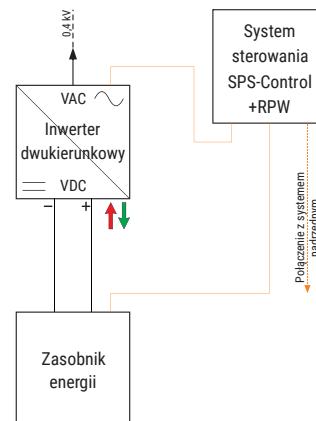 0,4 kV
System
sterowania
SPS-Control
+RPW
VAC
Inwerter
dwukierunkowy
VDC
− +
Połączenie z systemem
nadrzędnym
Zasobnik
energii